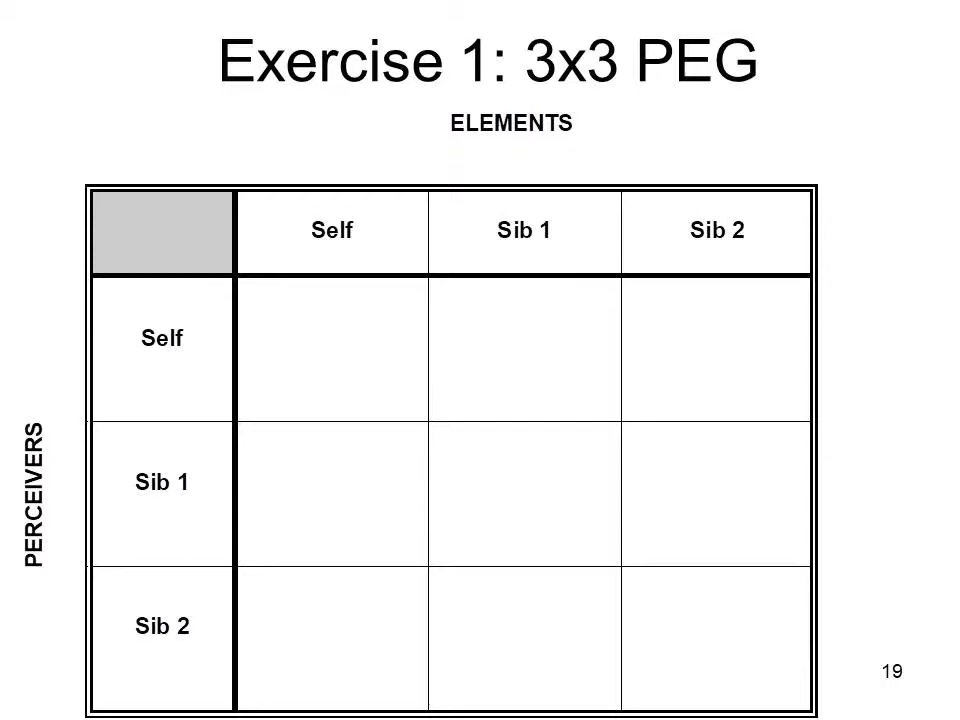 Exercise 1: 3x3 PEG
ELEMENTS
Self Sib 1 Sib 2
Self
PERCEIVERS
Sib 1
Sib 2
19